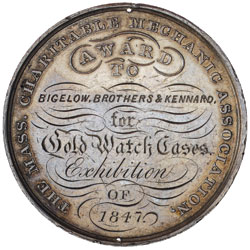 THE MASS. CHARITABLE MECHANIC ASSOCIATION.
AWARD
TO
BIGELOW, BROTHERS & KENNARD,
for
Gold Watch Cases
Exhibition
OF
1847.